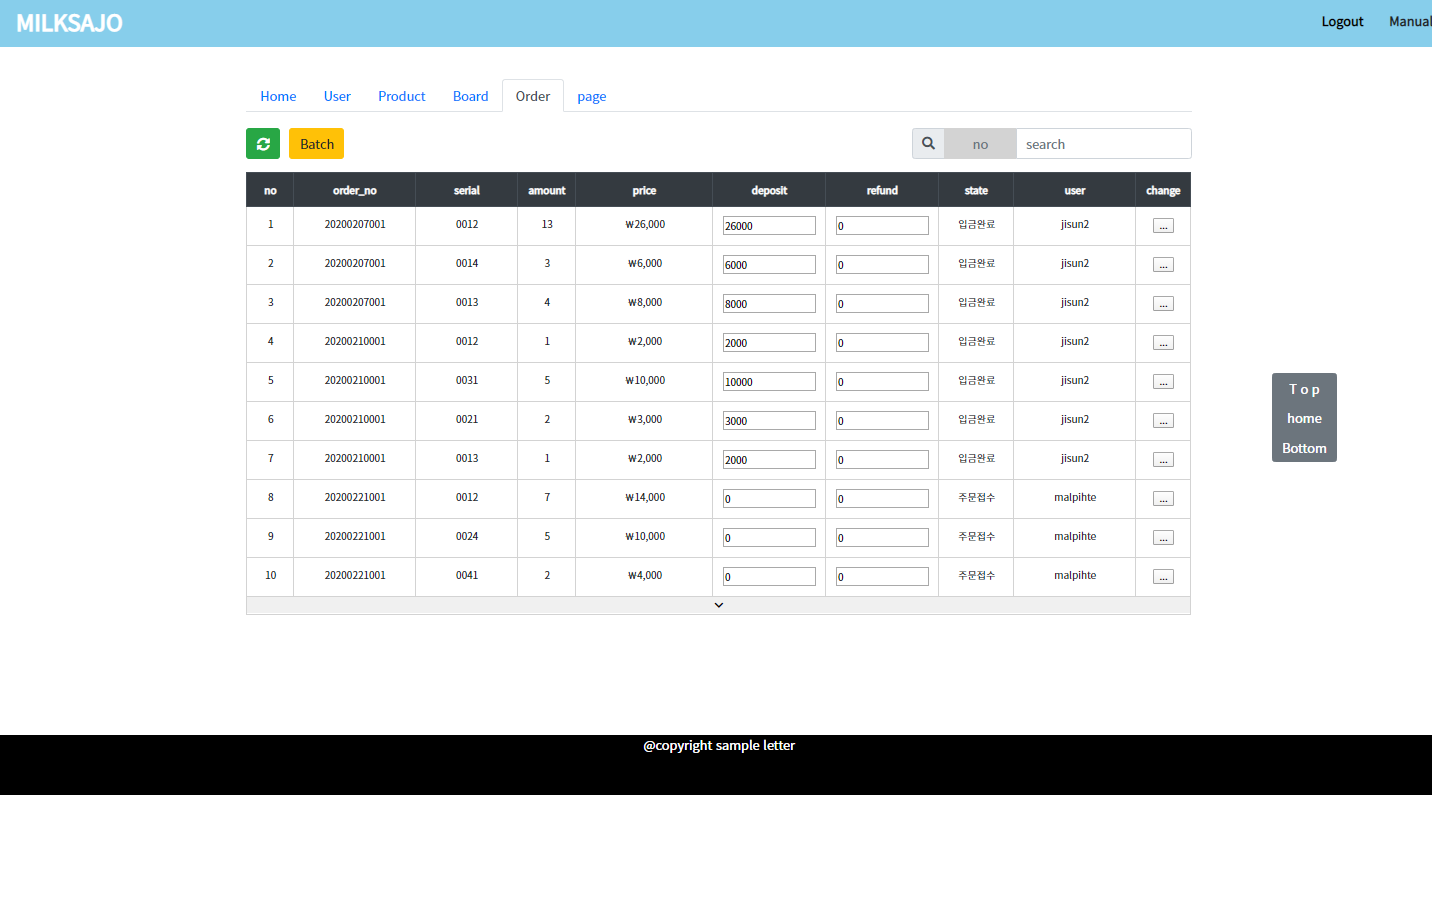 MILKSAJO Logout Manual
Home User Product Board Order page
Batch no search
no order_no serial amount price deposit refund state user change
1 20200207001 0012 13 ₩26,000 26000 0 입금완료 jisun2 ...
2 20200207001 0014 3 ₩6,000 6000 0 입금완료 jisun2 ...
3 20200207001 0013 4 ₩8,000 8000 0 입금완료 jisun2 ...
4 20200210001 0012 1 ₩2,000 2000 0 입금완료 jisun2 ...
5 20200210001 0031 5 ₩10,000 10000 0 입금완료 jisun2 ...
6 20200210001 0021 2 ₩3,000 3000 0 입금완료 jisun2 ...
7 20200210001 0013 1 ₩2,000 2000 0 입금완료 jisun2 ...
8 20200221001 0012 7 ₩14,000 0 0 주문접수 malpihte ...
9 20200221001 0024 5 ₩10,000 0 0 주문접수 malpihte ...
10 20200221001 0041 2 ₩4,000 0 0 주문접수 malpihte ...
T o p
home
Bottom
@copyright sample letter